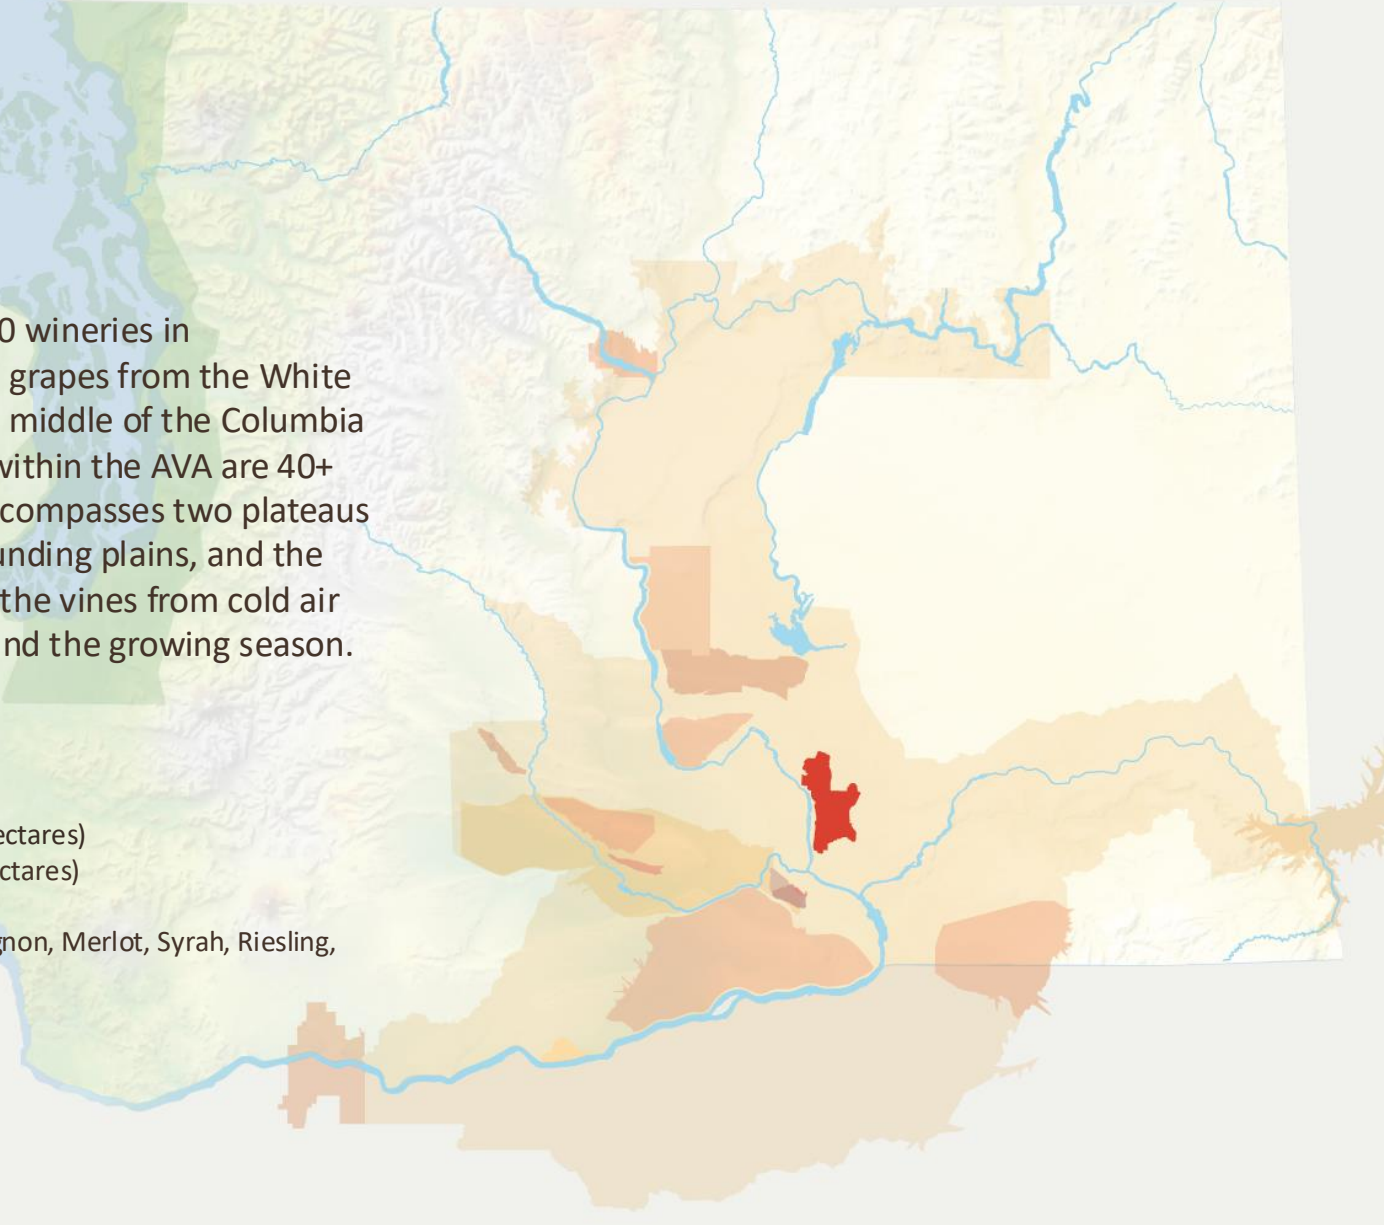 0 wineries in
grapes from the White
middle of the Columbia
within the AVA are 40+
compasses two plateaus
unding plains, and the
the vines from cold air
nd the growing season.
ectares)
ctares)
gnon, Merlot, Syrah, Riesling,